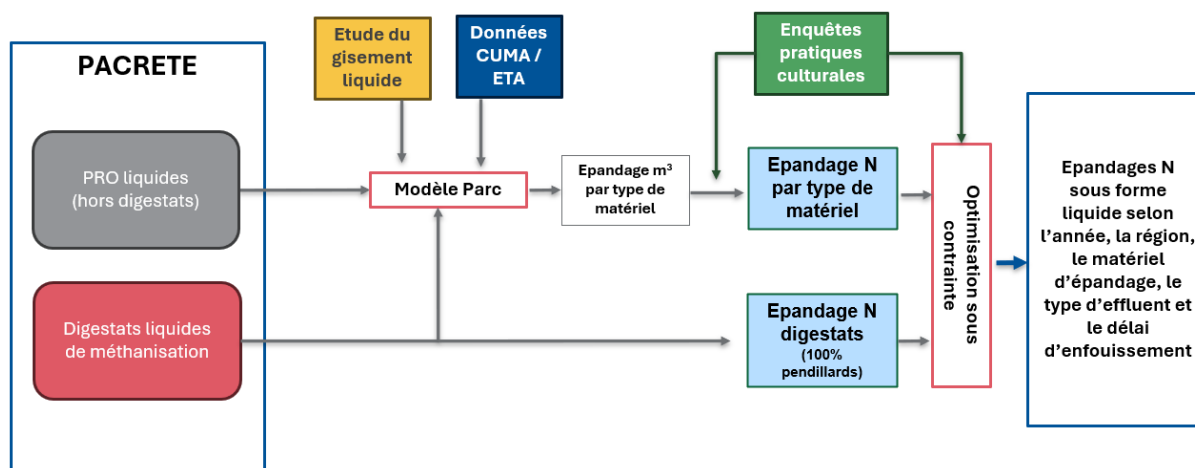 PACRETE
PRO liquides
(hors digestats)
Digestats liquides
de méthanisation
Etude du
gisement
liquide
Données
CUMA /
ETA
Modèle Parc
Epandage m³
par type de
matériel
Enquêtes
pratiques
culturales
Epandage N
par type de
matériel
Epandage N
digestats
(100%
pendillards)
Optimisation sous
contrainte
Epandages N
sous forme
liquide selon
l’année, la région,
le matériel
d’épandage, le
type d’effluent et
le délai
d’enfouissement